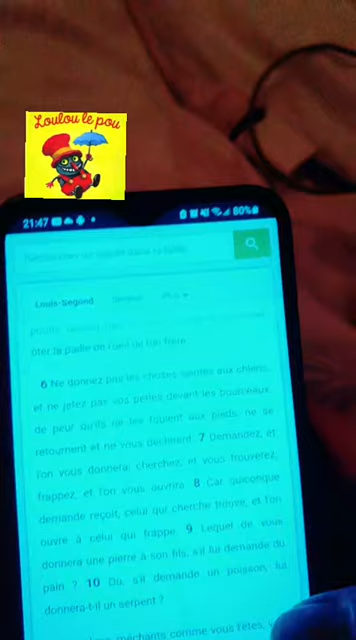 Loulou le pou
21:47
80%
Louis-Segond
ôter la paille de l'œil de ton frère.
6 Ne donnez pas les choses saintes aux chiens,
et ne jetez pas vos perles devant les pourceaux,
de peur qu'ils ne les foulent aux pieds, ne se
retournent et ne vous déchirent. 7 Demandez, et
l'on vous donnera; cherchez, et vous trouverez;
frappez, et l'on vous ouvrira. 8 Car quiconque
demande reçoit, celui qui cherche trouve, et l'on
ouvre à celui qui frappe. 9 Lequel de vous
donnera une pierre à son fils, s'il lui demande du
pain ? 10 Ou, s'il demande un poisson, lui
donnera-t-il un serpent ?
méchants comme vous l'êtes,